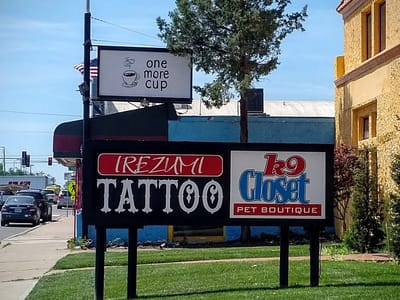 one
more
cup
IREZUMI
TATTOO
K9
Closet
PET BOUTIQUE